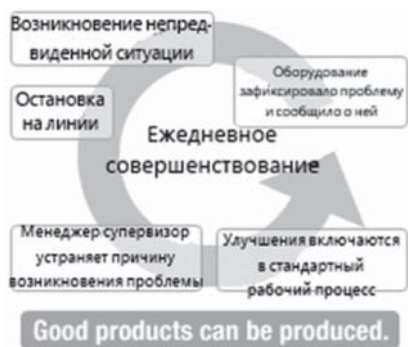 Возникновение непред-
виденной ситуации
Оборудование
зафиксировало проблему
и сообщило о ней
Остановка
на линии
Ежедневное
совершенствование
Менеджер супервизор
устраняет причину
возникновения проблемы
Улучшения включаются
в стандартный
рабочий процесс
Good products can be produced.